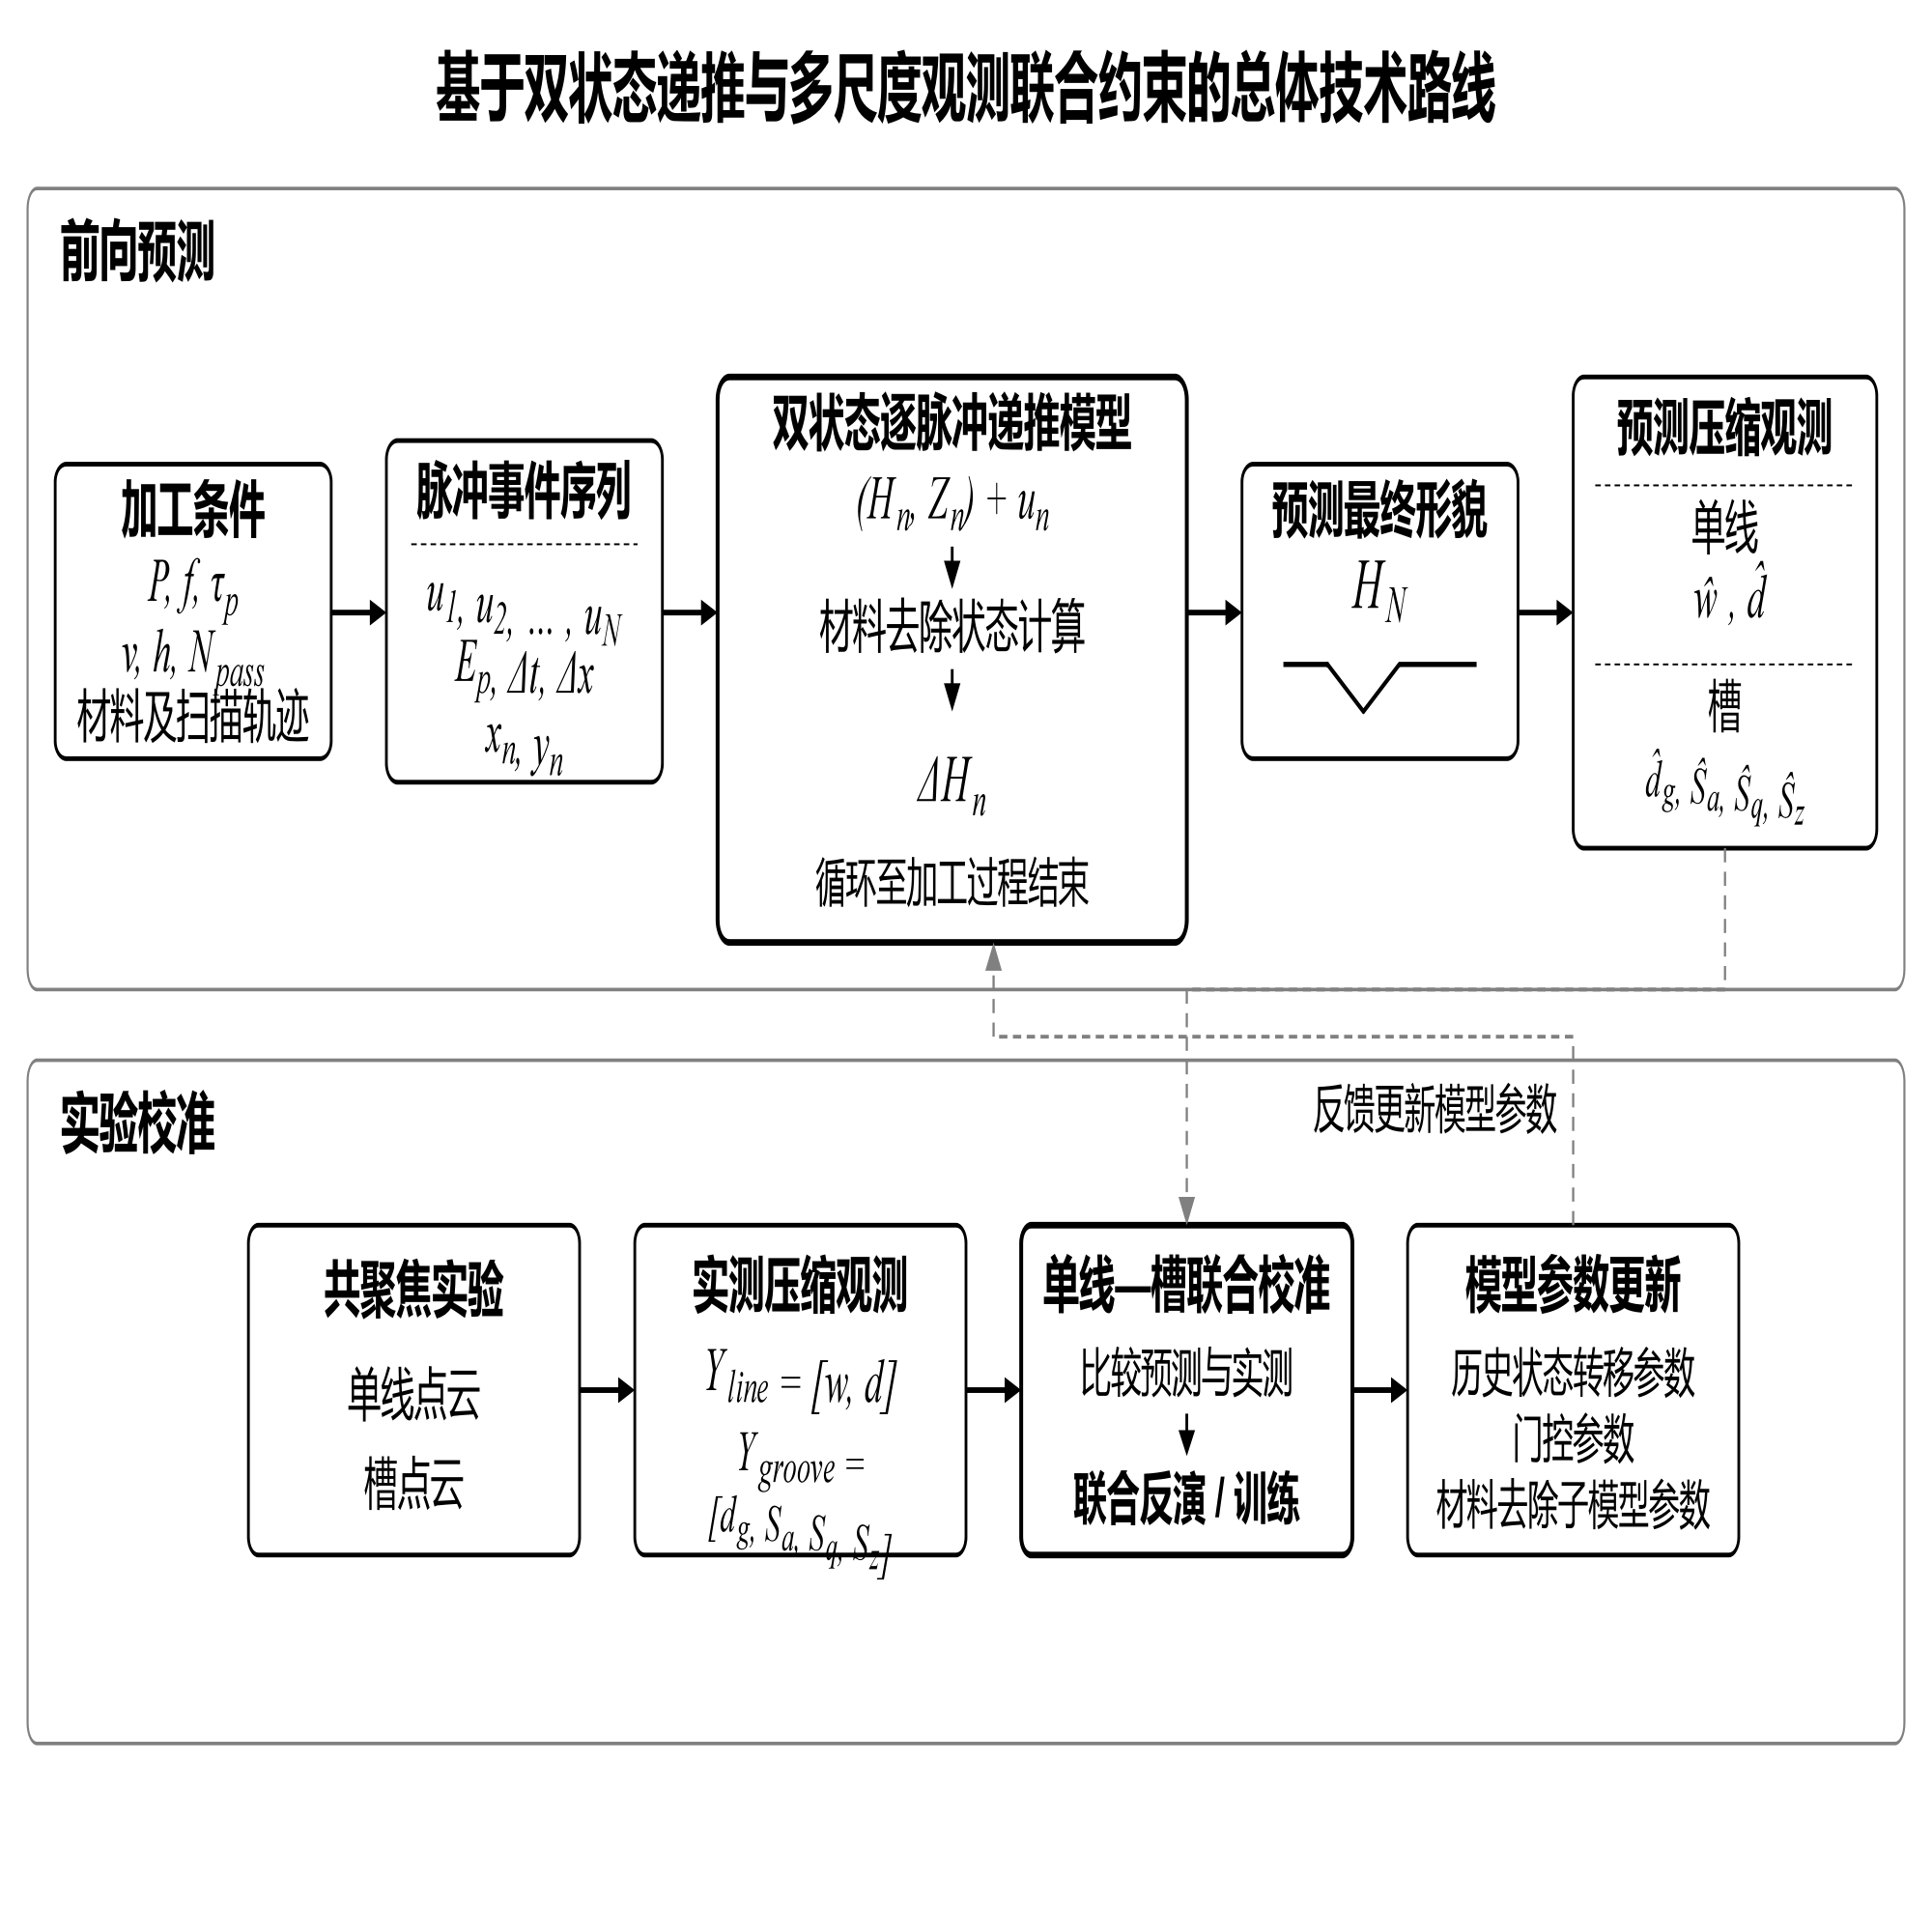 基于双状态递推与多尺度观测联合约束的总体技术路线
前向预测
加工条件
P, f, τp
v, h, Npass
材料及扫描轨迹
脉冲事件序列
u1, u2, ... , uN
Ep, Δt, Δx
xn, yn
双状态逐脉冲递推模型
(Hn, Zn) + un
材料去除状态计算
ΔHn
循环至加工过程结束
预测最终形貌
HN
预测压缩观测
单线
ŵ , d̂
槽
d̂g, Ŝa, Ŝq, Ŝz
实验校准
反馈更新模型参数
共聚焦实验
单线点云
槽点云
实测压缩观测
Yline = [w, d]
Ygroove =
[dg, Sa, Sq, Sz]
单线—槽联合校准
比较预测与实测
联合反演 / 训练
模型参数更新
历史状态转移参数
门控参数
材料去除子模型参数